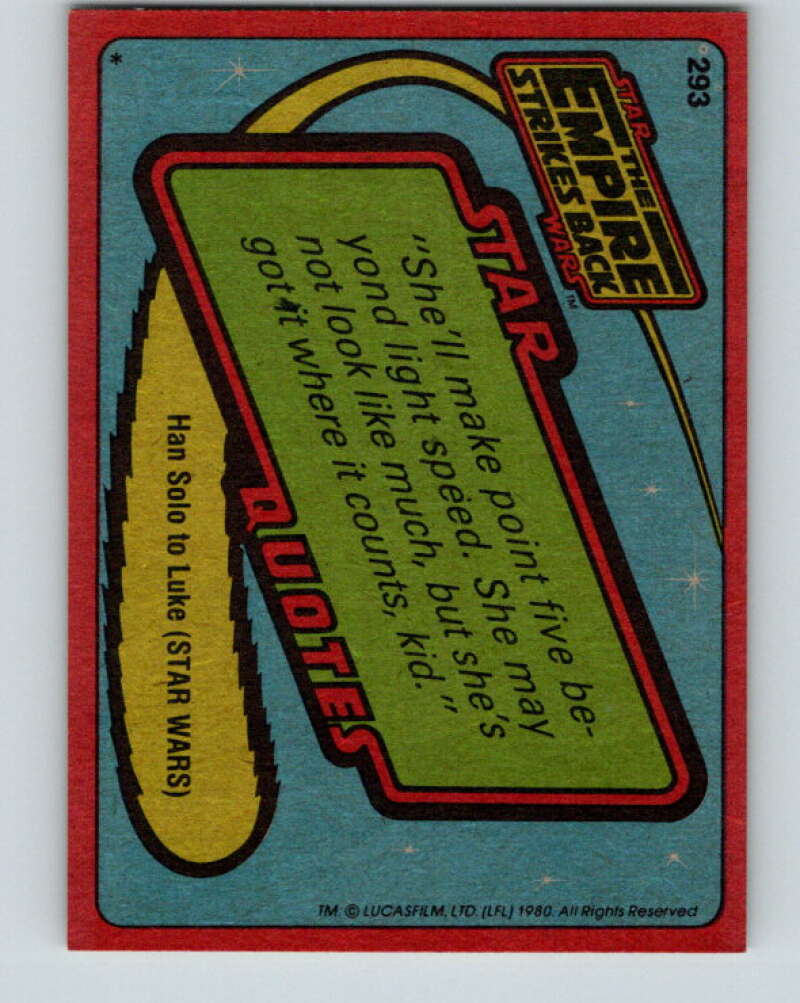 293
STAR
THE
EMPIRE
STRIKES BACK
WARS™
STAR
"She'll make point five be-
yond light speed. She may
not look like much, but she's
got it where it counts, kid."
QUOTES
Han Solo to Luke (STAR WARS)
*
TM: © LUCASFILM, LTD. (LFL) 1980. All Rights Reserved